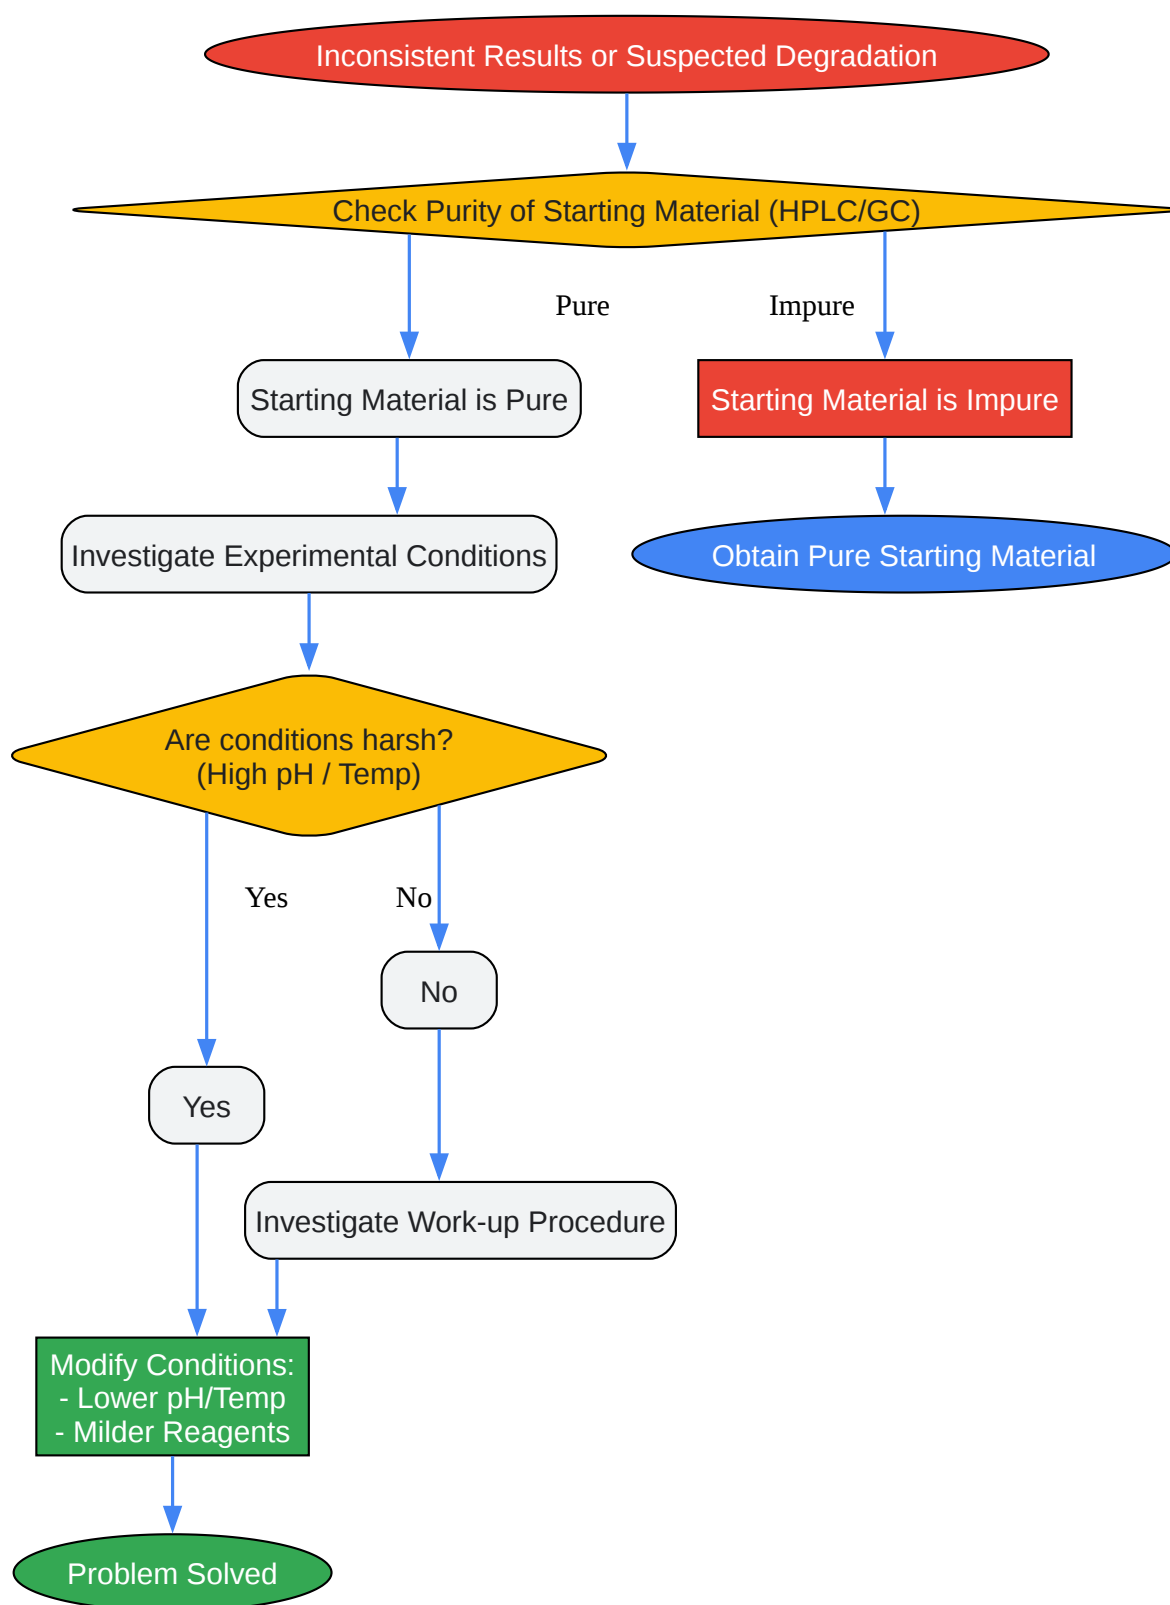 Inconsistent Results or Suspected Degradation
Check Purity of Starting Material (HPLC/GC)
Pure
Impure
Starting Material is Pure
Starting Material is Impure
Investigate Experimental Conditions
Obtain Pure Starting Material
Are conditions harsh?
(High pH / Temp)
Yes
No
No
Yes
Investigate Work-up Procedure
Modify Conditions:
- Lower pH/Temp
- Milder Reagents
Problem Solved